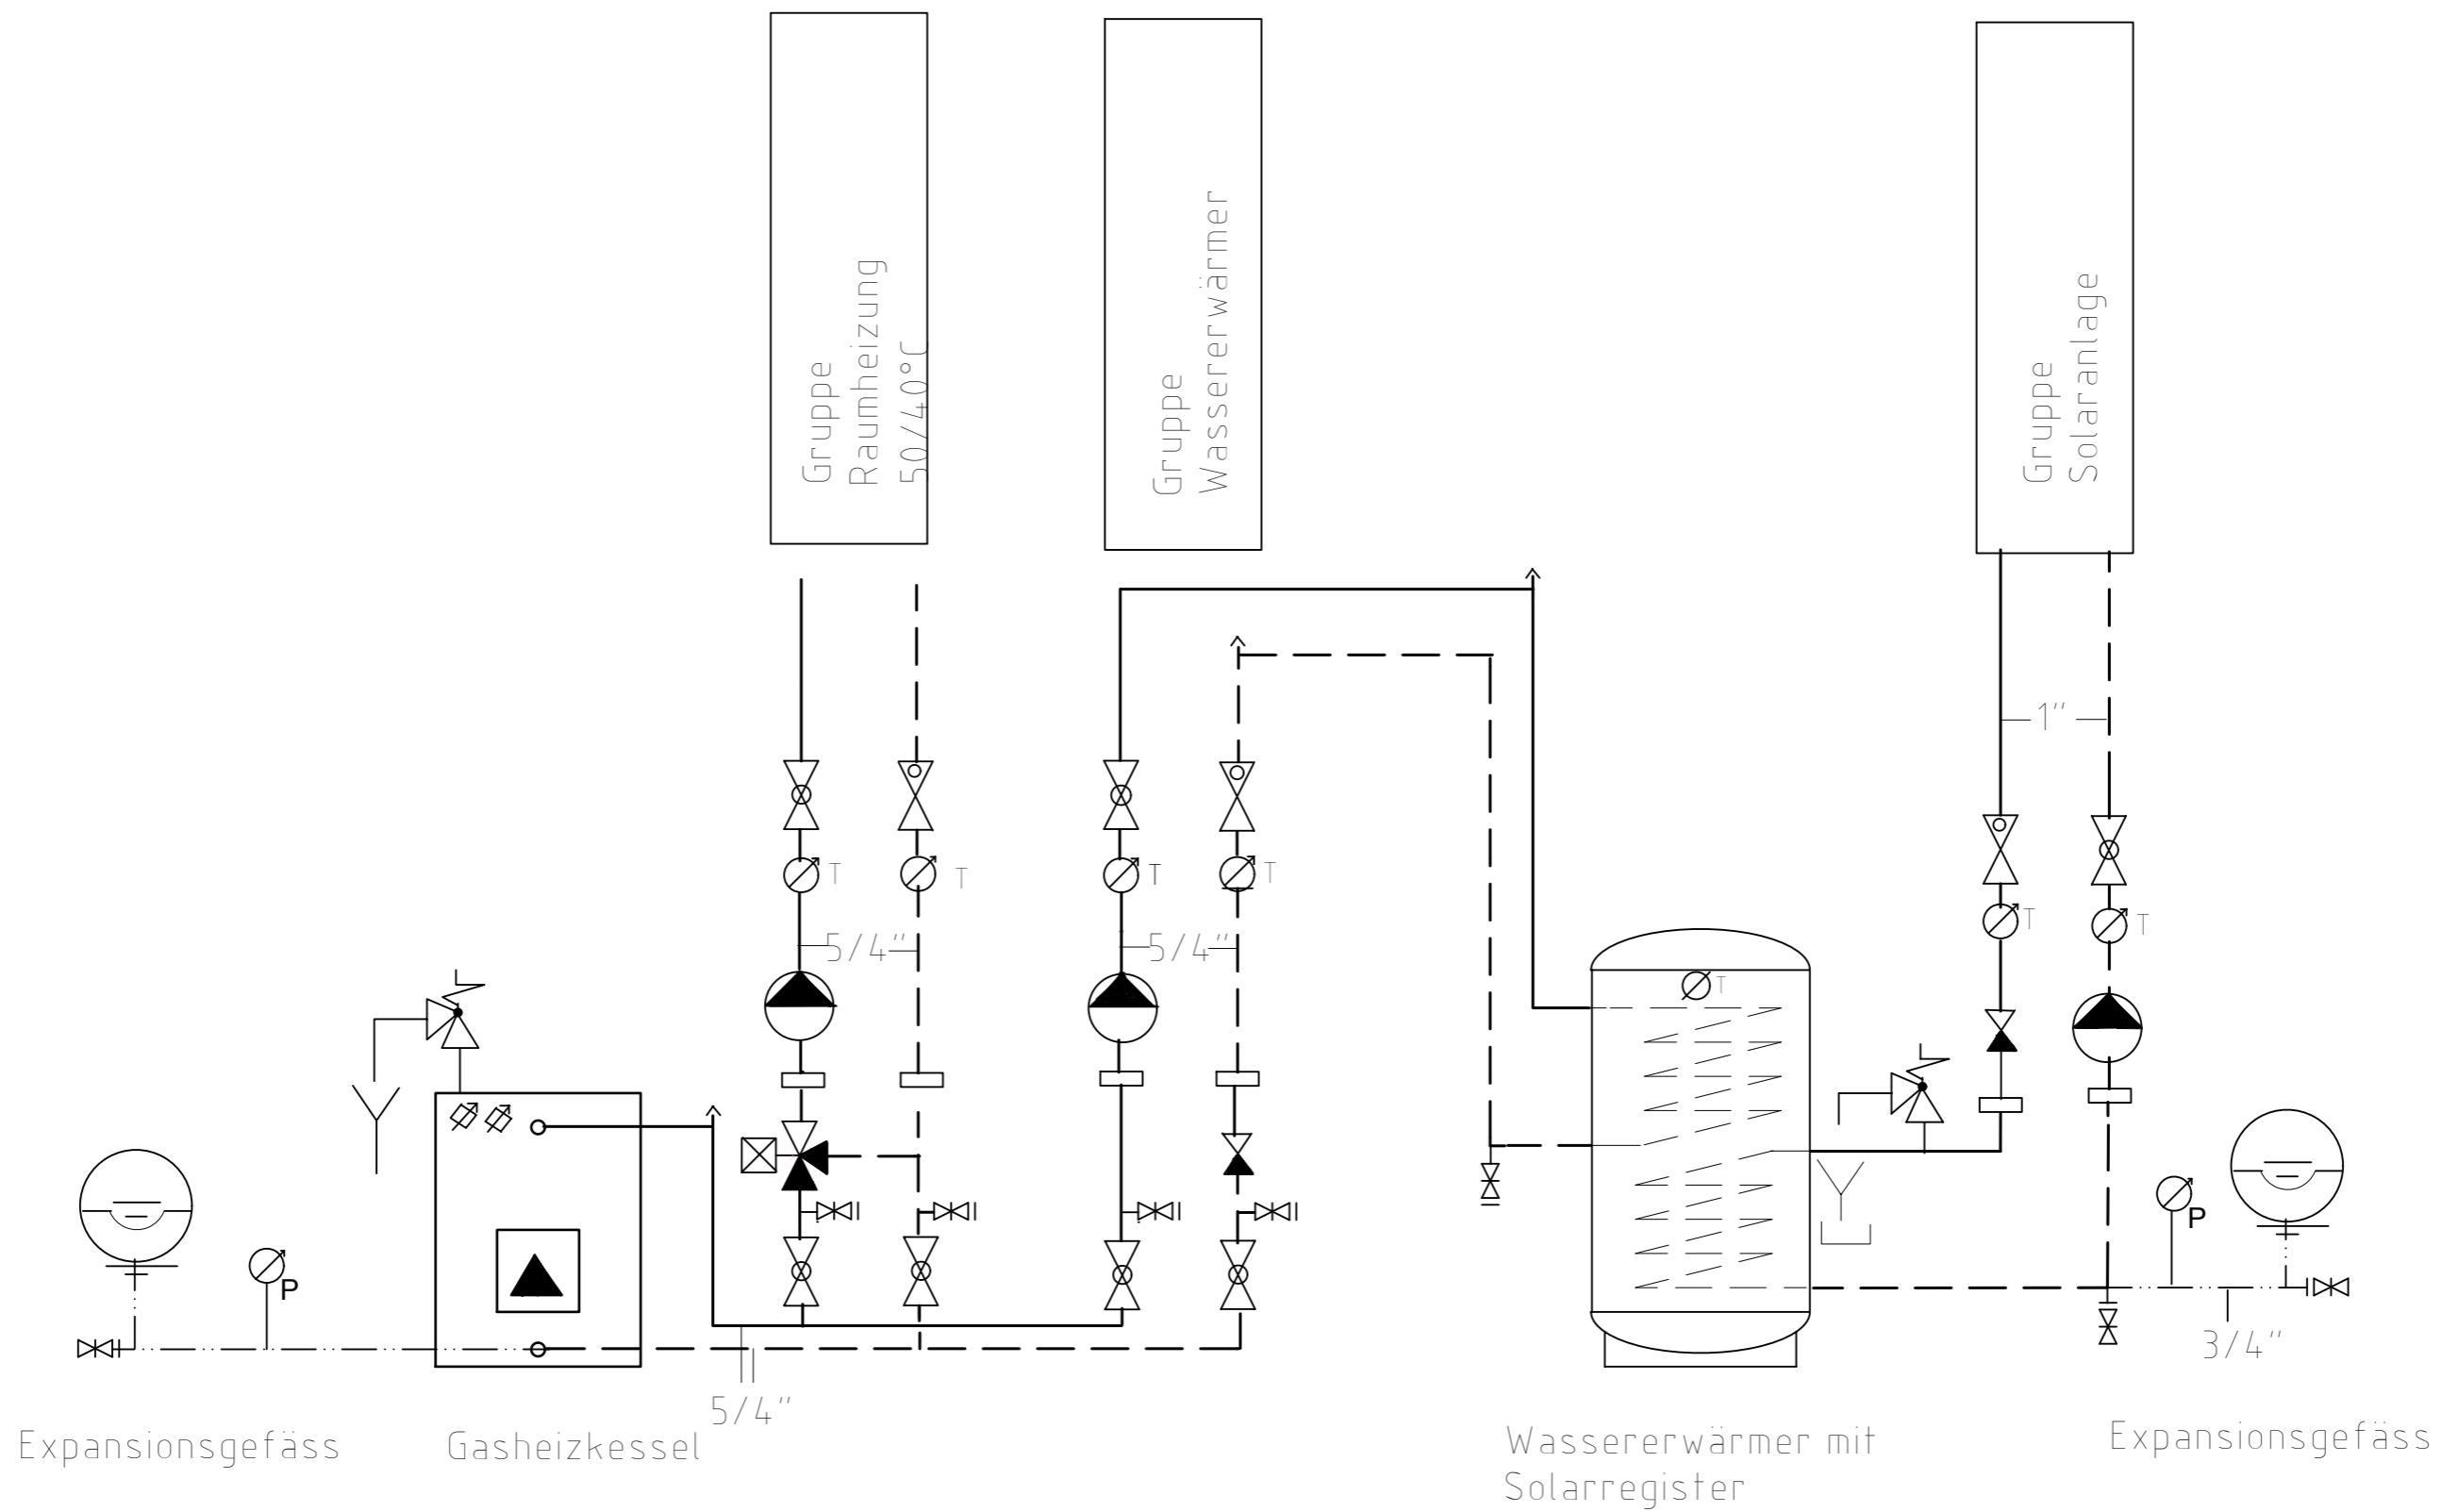 Gruppe
Raumheizung
50/40°C
Gruppe
Wassererwärmer
Gruppe
Solaranlage
1"
T
T
T
T
T
T
5/4"
5/4"
T
P
P
3/4"
5/4"
Expansionsgefäss
Gasheizkessel
Wassererwärmer mit
Solarregister
Expansionsgefäss